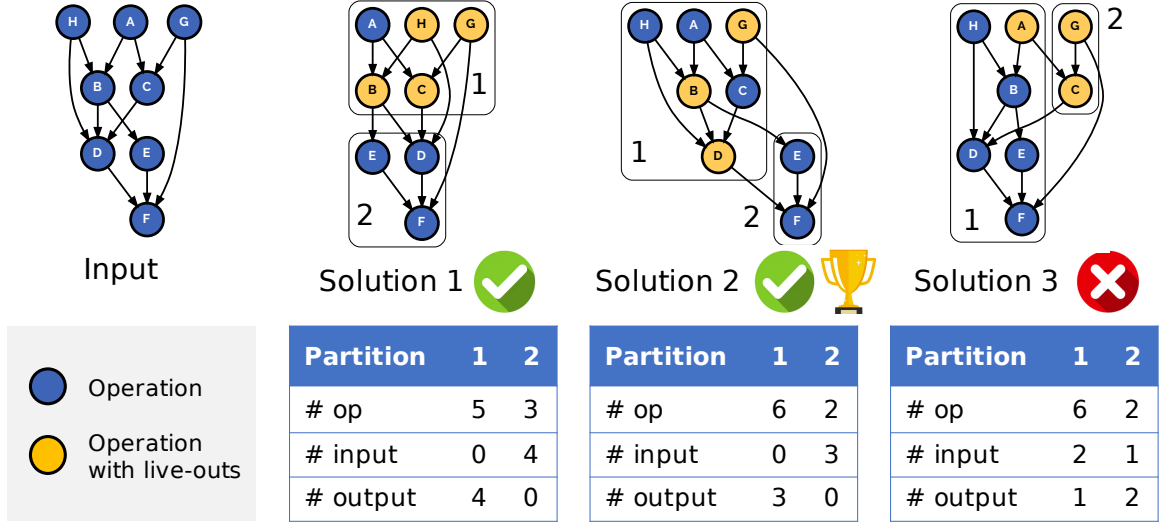 H A G
B C
D E
F
Input
A H G
B C 1
E D
2 F
Solution 1
H A G
B C
1 D E
2 F
Solution 2
H A G 2
B C
D E
1 F
Solution 3
Operation
Operation
with live-outs
Partition 1 2
# op 5 3
# input 0 4
# output 4 0
Partition 1 2
# op 6 2
# input 0 3
# output 3 0
Partition 1 2
# op 6 2
# input 2 1
# output 1 2